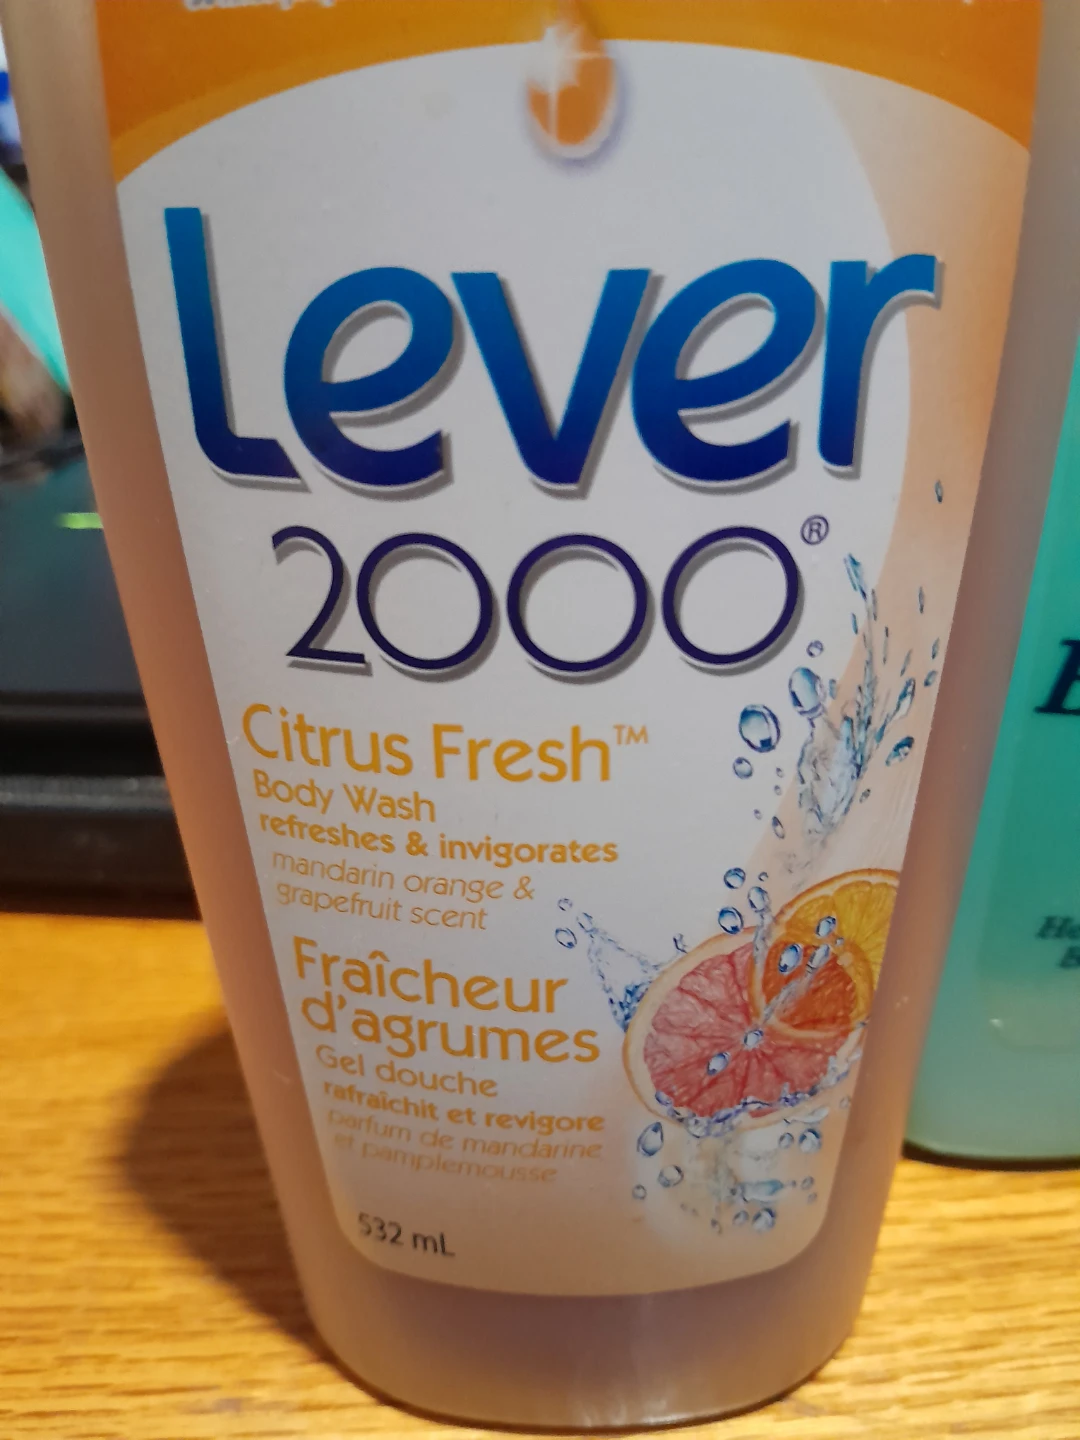 Lever
2000®
Citrus Fresh™
Body Wash
refreshes & invigorates
mandarin orange &
grapefruit scent
Fraîcheur
d'agrumes
Gel douche
rafraîchit et revigore
parfum de mandarine
et pamplemousse
532 mL